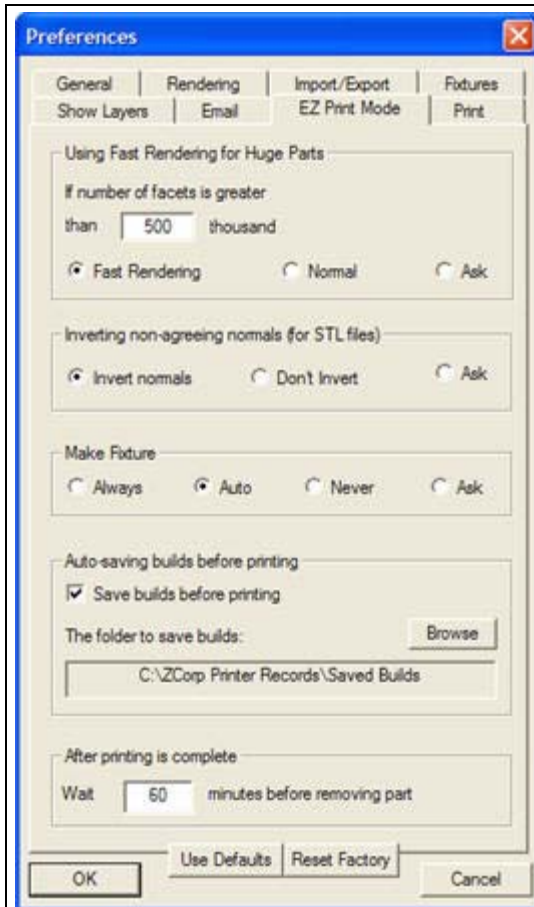 Preferences
General Rendering Import/Export Fixtures
Show Layers Email EZ Print Mode Print
Using Fast Rendering for Huge Parts
If number of facets is greater
than 500 thousand
Fast Rendering Normal Ask
Inverting non-agreeing normals (for STL files)
Invert normals Don't Invert Ask
Make Fixture
Always Auto Never Ask
Auto-saving builds before printing
Save builds before printing
The folder to save builds: Browse
C:\ZCorp Printer Records\Saved Builds
After printing is complete
Wait 60 minutes before removing part
Use Defaults Reset Factory
OK Cancel